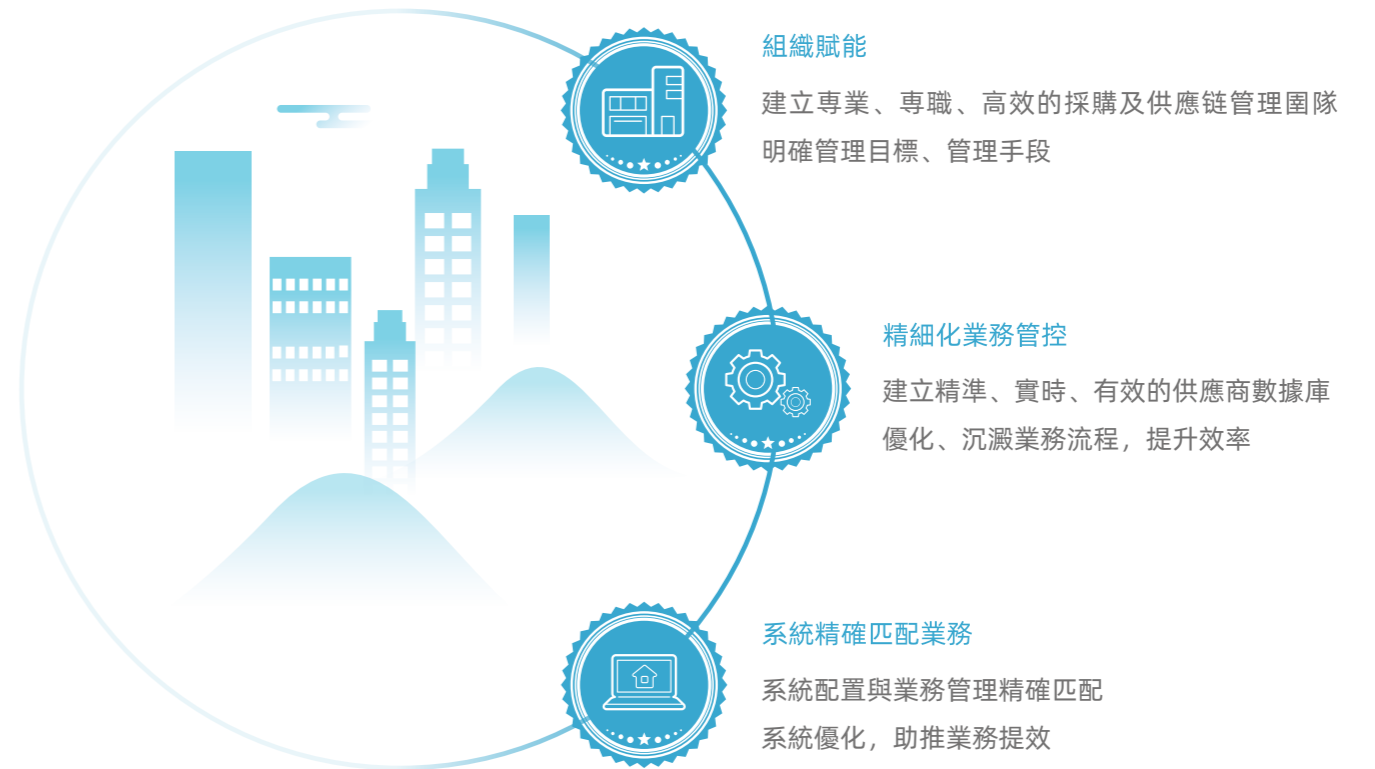 組織賦能
建立専業、専職、高效的採購及供應链管理圑隊
明確管理目標、管理手段
精細化業務管控
建立精準、實時、有效的供應商數據庫
優化、沉澱業務流程，提升效率
系統精確匹配業務
系統配置與業務管理精確匹配
系統優化，助推業務提效